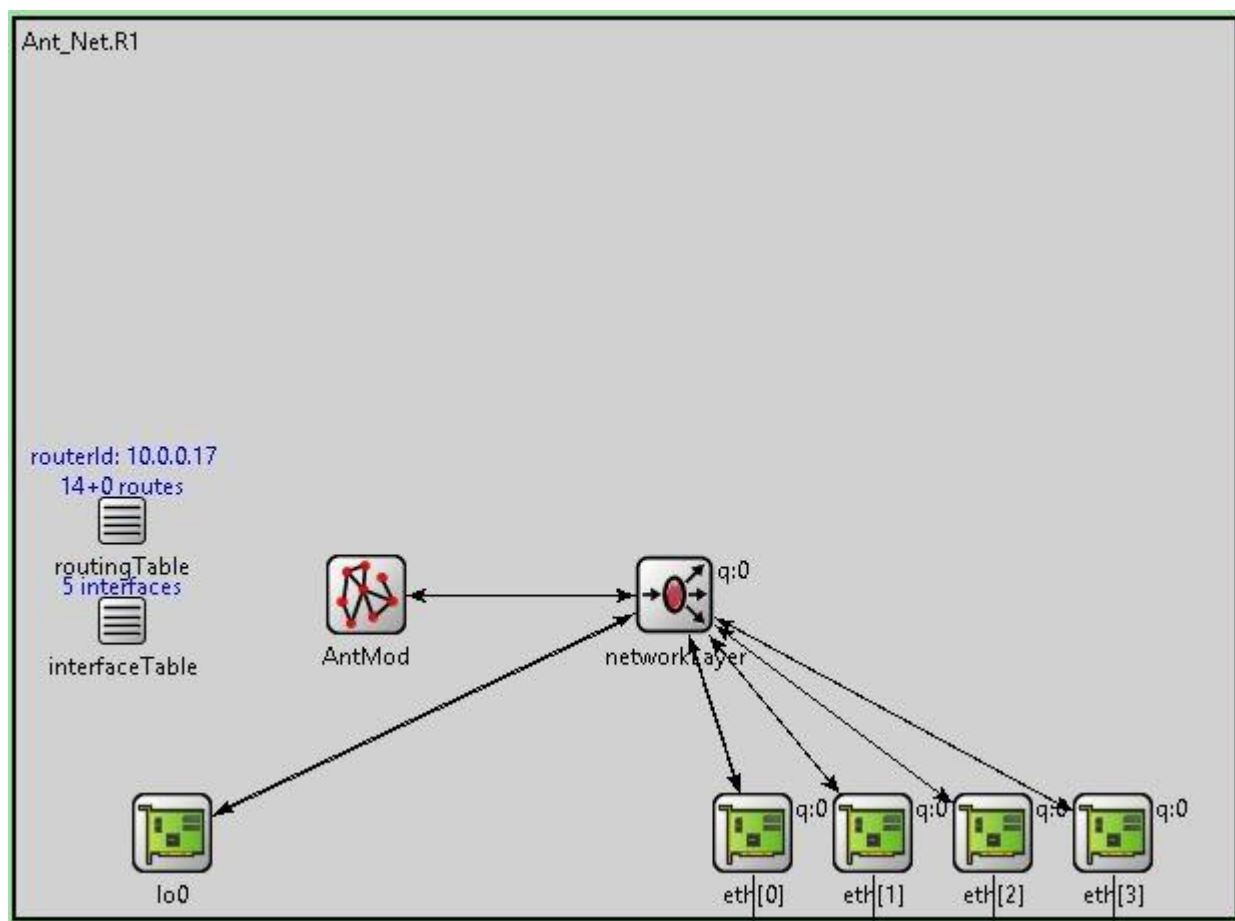 Ant_Net.R1
routerId: 10.0.0.17
14+0 routes
routingTable
5 interfaces
interfaceTable
AntMod
q:0
networkLayer
lo0
q:0
q:0
q:0
q:0
eth[0]
eth[1]
eth[2]
eth[3]